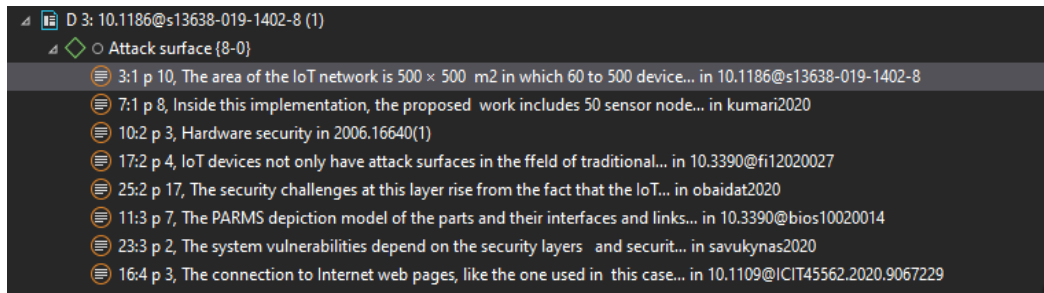 D 3: 10.1186@s13638-019-1402-8 (1)
Attack surface {8-0}
3:1 p 10, The area of the IoT network is 500 × 500 m2 in which 60 to 500 device... in 10.1186@s13638-019-1402-8
7:1 p 8, Inside this implementation, the proposed work includes 50 sensor node... in kumari2020
10:2 p 3, Hardware security in 2006.16640(1)
17:2 p 4, IoT devices not only have attack surfaces in the ffeld of traditional... in 10.3390@fi12020027
25:2 p 17, The security challenges at this layer rise from the fact that the IoT... in obaidat2020
11:3 p 7, The PARMS depiction model of the parts and their interfaces and links... in 10.3390@bios10020014
23:3 p 2, The system vulnerabilities depend on the security layers and securit... in savukynas2020
16:4 p 3, The connection to Internet web pages, like the one used in this case... in 10.1109@ICIT45562.2020.9067229